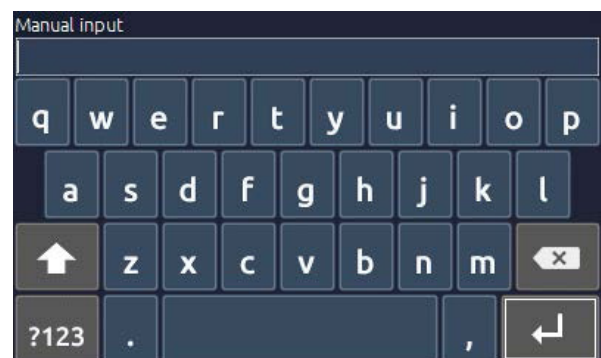 Manual input
q w e r t y u i o p
a s d f g h j k l
z x c v b n m
?123 . ,